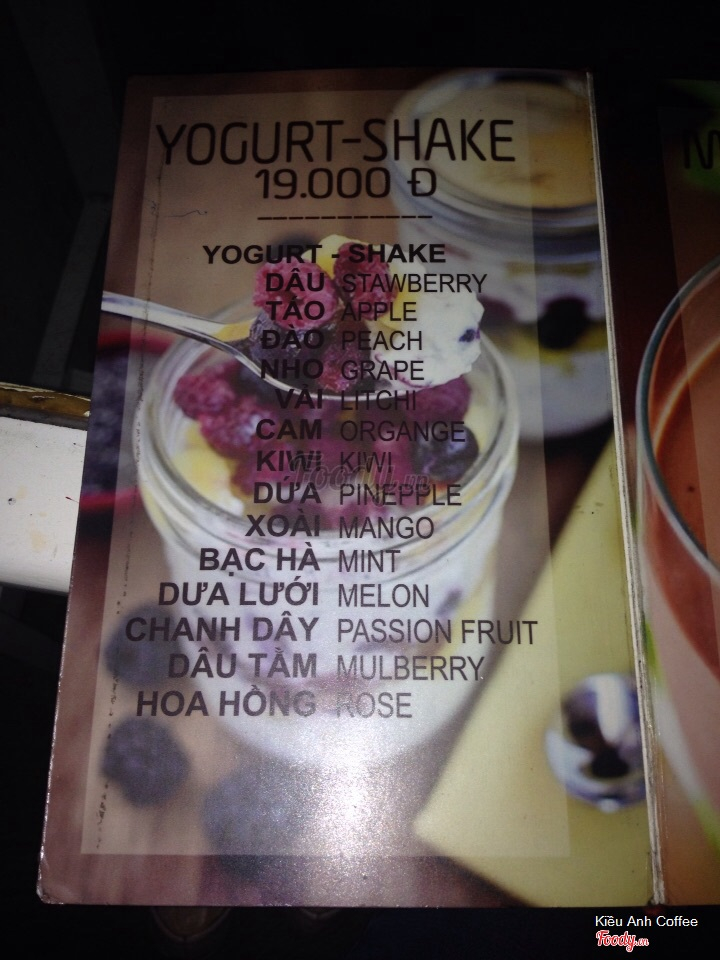 YOGURT-SHAKE
19.000 Đ
YOGURT - SHAKE
DÂU STAWBERRY
TÁO APPLE
ĐÀO PEACH
NHO GRAPE
VẢI LITCHI
CAM ORGANGE
KIWI KIWI
DỨA PINEPPLE
XOÀI MANGO
BẠC HÀ MINT
DƯA LƯỚI MELON
CHANH DÂY PASSION FRUIT
DÂU TẰM MULBERRY
HOA HỒNG ROSE
Foody.vn
Kiều Anh Coffee
Foody.vn